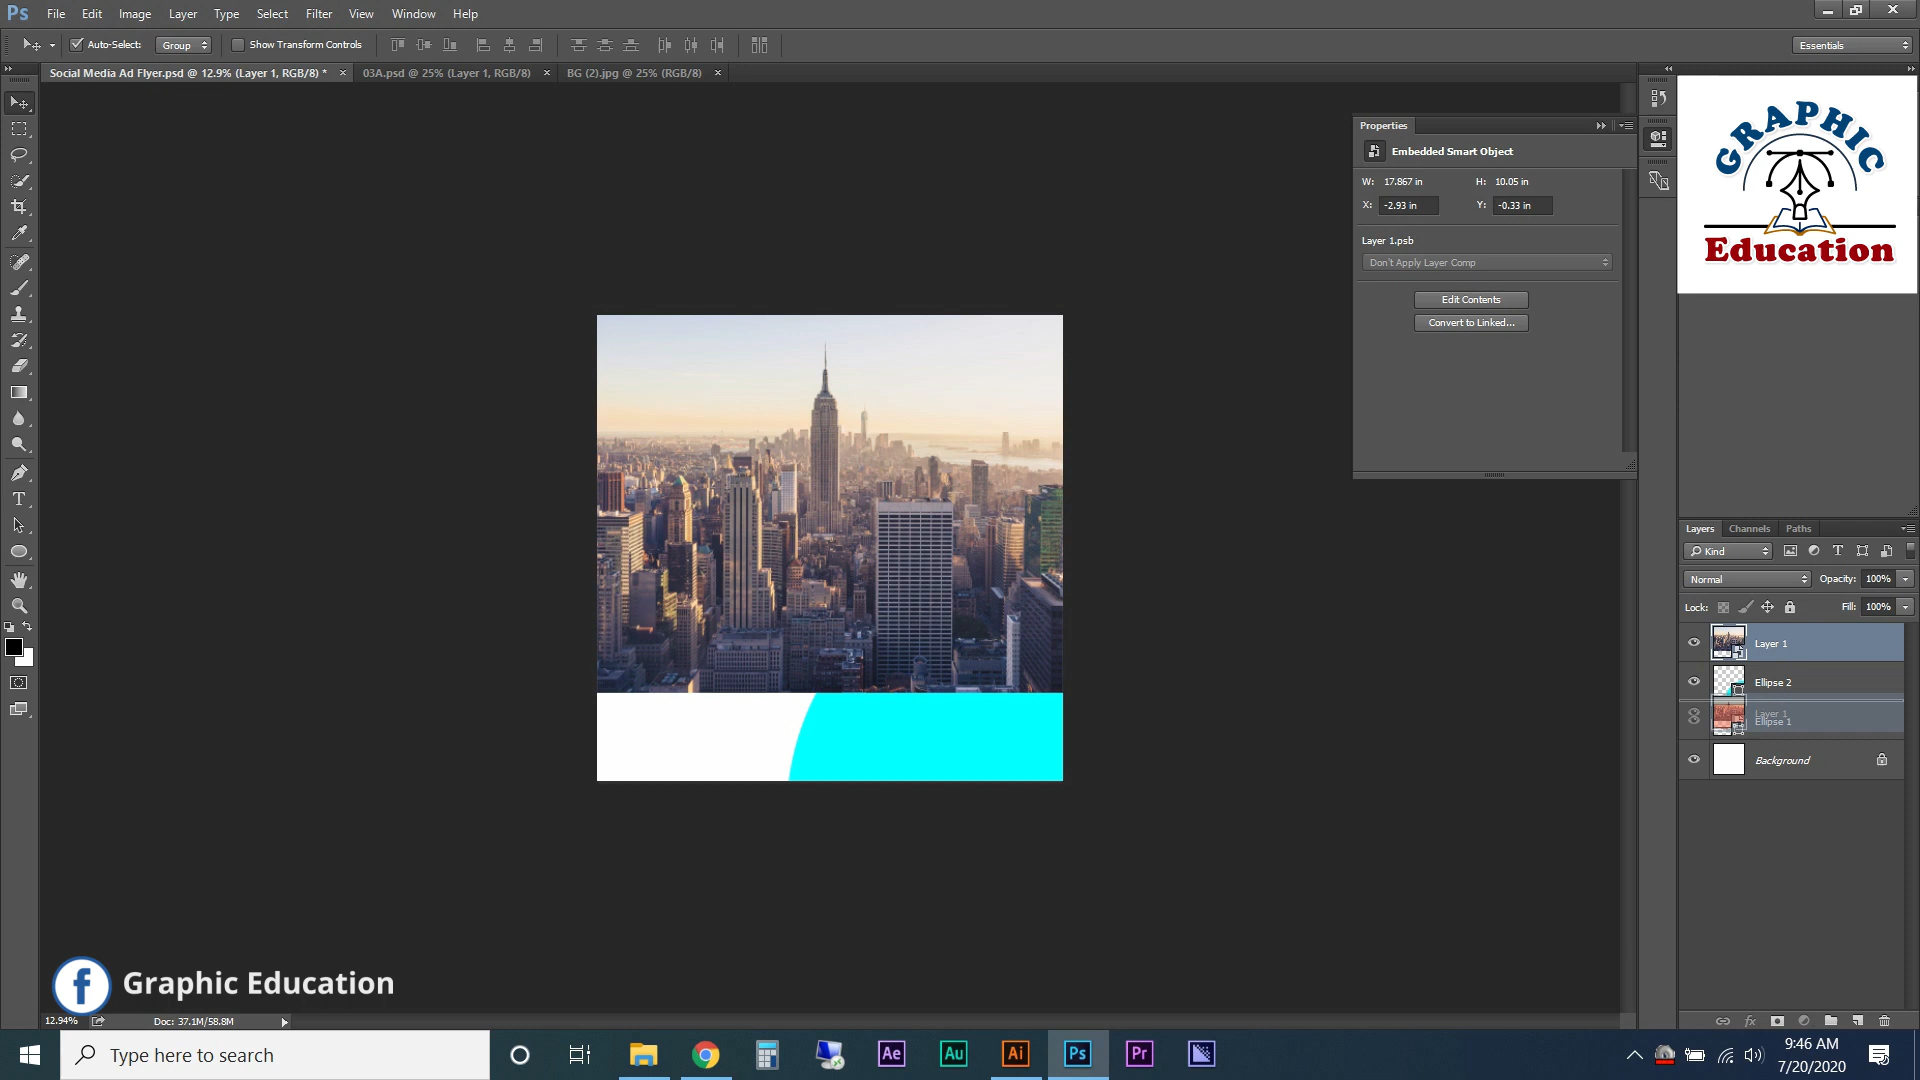 Ps File Edit Image Layer Type Select Filter View Window Help
Auto-Select: Group Show Transform Controls Essentials
Social Media Ad Flyer.psd @ 12.9% (Layer 1, RGB/8) * 03A.psd @ 25% (Layer 1, RGB/8) BG (2).jpg @ 25% (RGB/8)
GRAPHIC
Education
Properties
Embedded Smart Object
W: 17.867 in H: 10.05 in
X: -2.93 in Y: -0.33 in
Layer 1.psb
Don't Apply Layer Comp
Edit Contents
Convert to Linked...
Layers Channels Paths
Kind
Normal Opacity: 100%
Lock: Fill: 100%
Layer 1
Ellipse 2
Layer 1
Ellipse 1
Background
f Graphic Education
12.94% Doc: 37.1M/58.8M
Type here to search Ae Au Ai Ps Pr
9:46 AM
7/20/2020